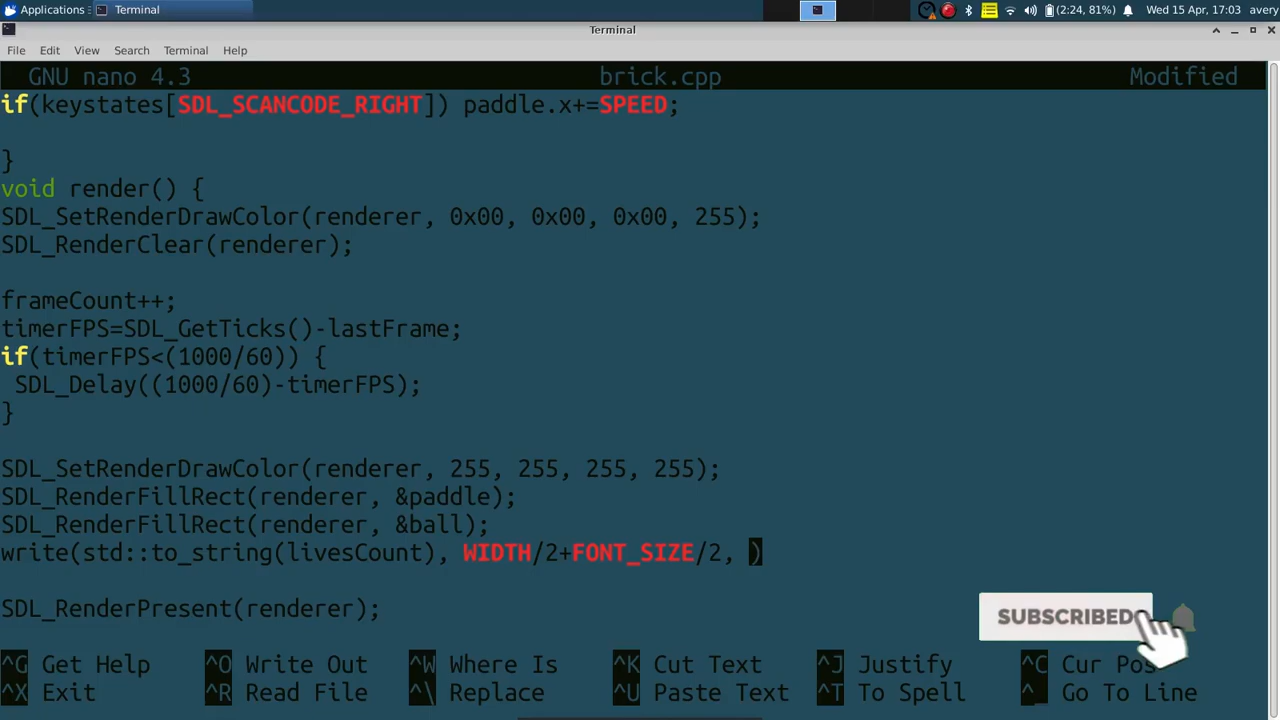 Applications Terminal (2:24, 81%) Wed 15 Apr, 17:03 avery
Terminal
File Edit View Search Terminal Help
GNU nano 4.3 brick.cpp Modified
if(keystates[SDL_SCANCODE_RIGHT]) paddle.x+=SPEED;
}
void render() {
SDL_SetRenderDrawColor(renderer, 0x00, 0x00, 0x00, 255);
SDL_RenderClear(renderer);
frameCount++;
timerFPS=SDL_GetTicks()-lastFrame;
if(timerFPS<(1000/60)) {
SDL_Delay((1000/60)-timerFPS);
}
SDL_SetRenderDrawColor(renderer, 255, 255, 255, 255);
SDL_RenderFillRect(renderer, &paddle);
SDL_RenderFillRect(renderer, &ball);
write(std::to_string(livesCount), WIDTH/2+FONT_SIZE/2, )
SDL_RenderPresent(renderer);
SUBSCRIBED
^G Get Help ^O Write Out ^W Where Is ^K Cut Text ^J Justify ^C Cur Pos
^X Exit ^R Read File ^\ Replace ^U Paste Text ^T To Spell ^_ Go To Line